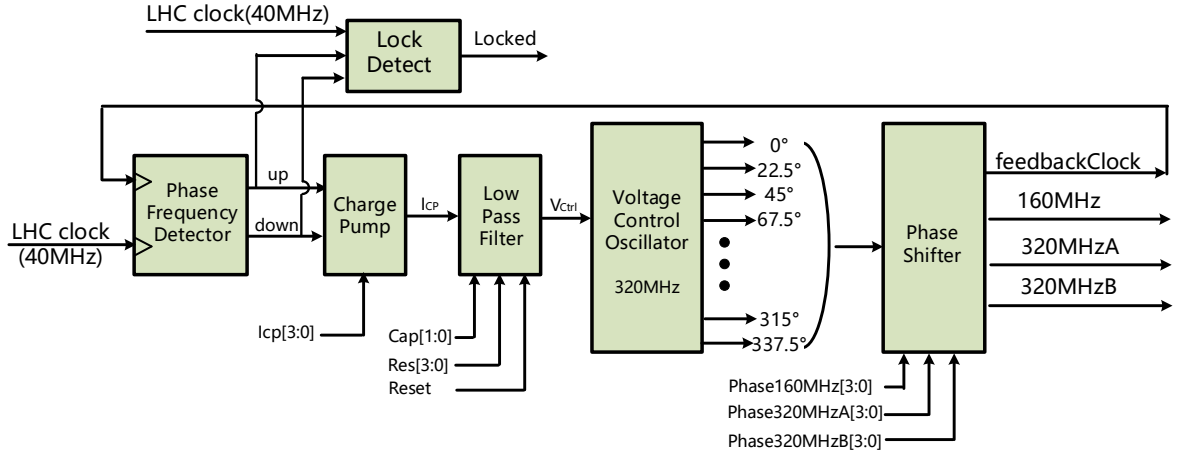 LHC clock(40MHz)
Lock
Detect
Locked
Phase
Frequency
Detector
LHC clock
(40MHz)
up
down
Charge
Pump
ICP
Low
Pass
Filter
VCtrl
Voltage
Control
Oscillator
320MHz
0°
22.5°
45°
67.5°
315°
337.5°
Phase
Shifter
feedbackClock
160MHz
320MHzA
320MHzB
Icp[3:0]
Cap[1:0]
Res[3:0]
Reset
Phase160MHz[3:0]
Phase320MHzA[3:0]
Phase320MHzB[3:0]